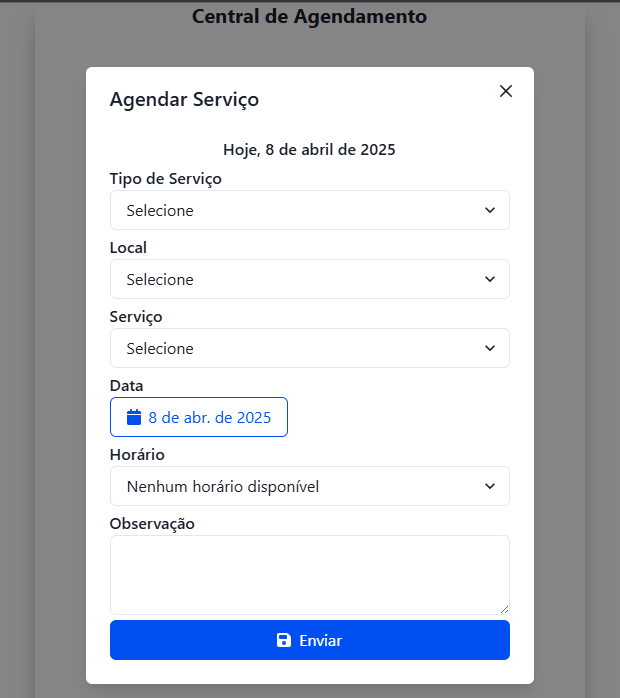 Central de Agendamento
Agendar Serviço
Hoje, 8 de abril de 2025
Tipo de Serviço
Selecione
Local
Selecione
Serviço
Selecione
Data
8 de abr. de 2025
Horário
Nenhum horário disponível
Observação
Enviar